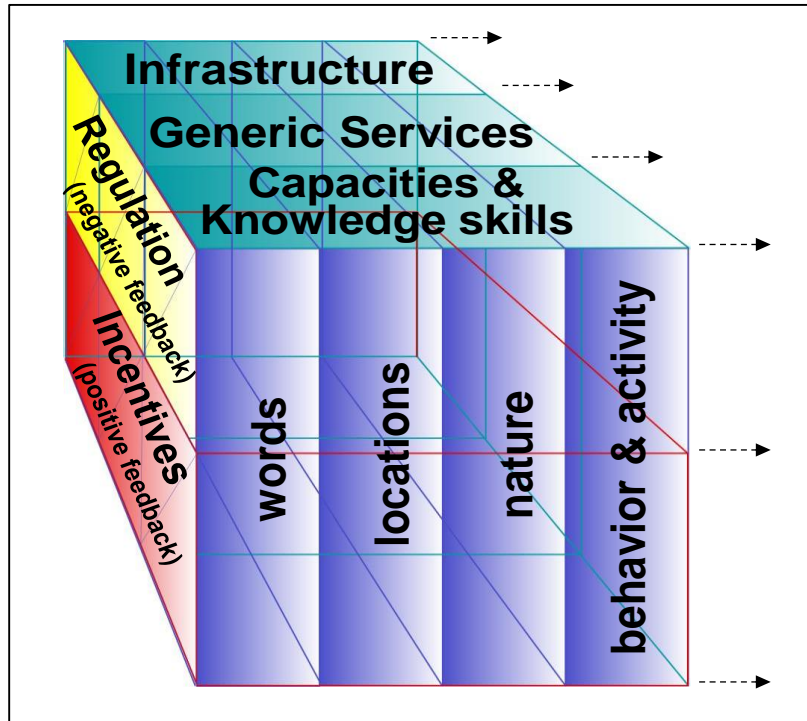 Infrastructure
Generic Services
Capacities &
Knowledge skills
Regulation
(negative feedback)
Incentives
(positive feedback)
words
locations
nature
behavior & activity